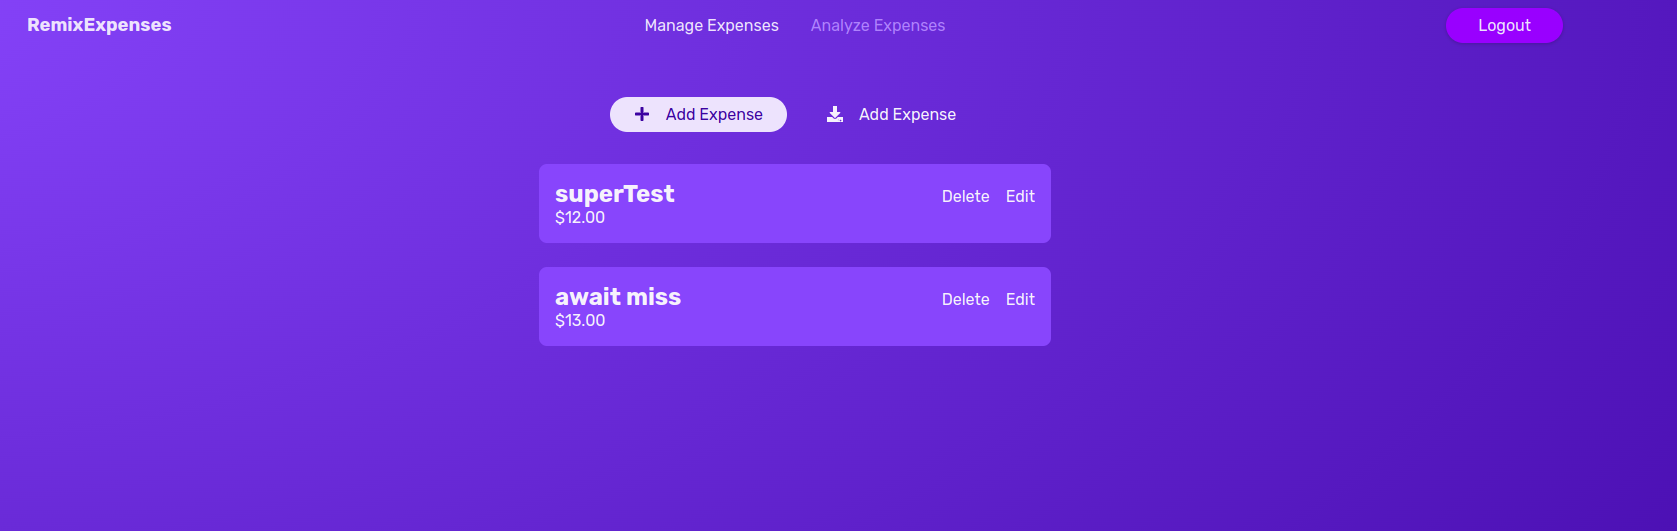 RemixExpenses
Manage Expenses Analyze Expenses
Logout
Add Expense Add Expense
superTest
$12.00
Delete Edit
await miss
$13.00
Delete Edit